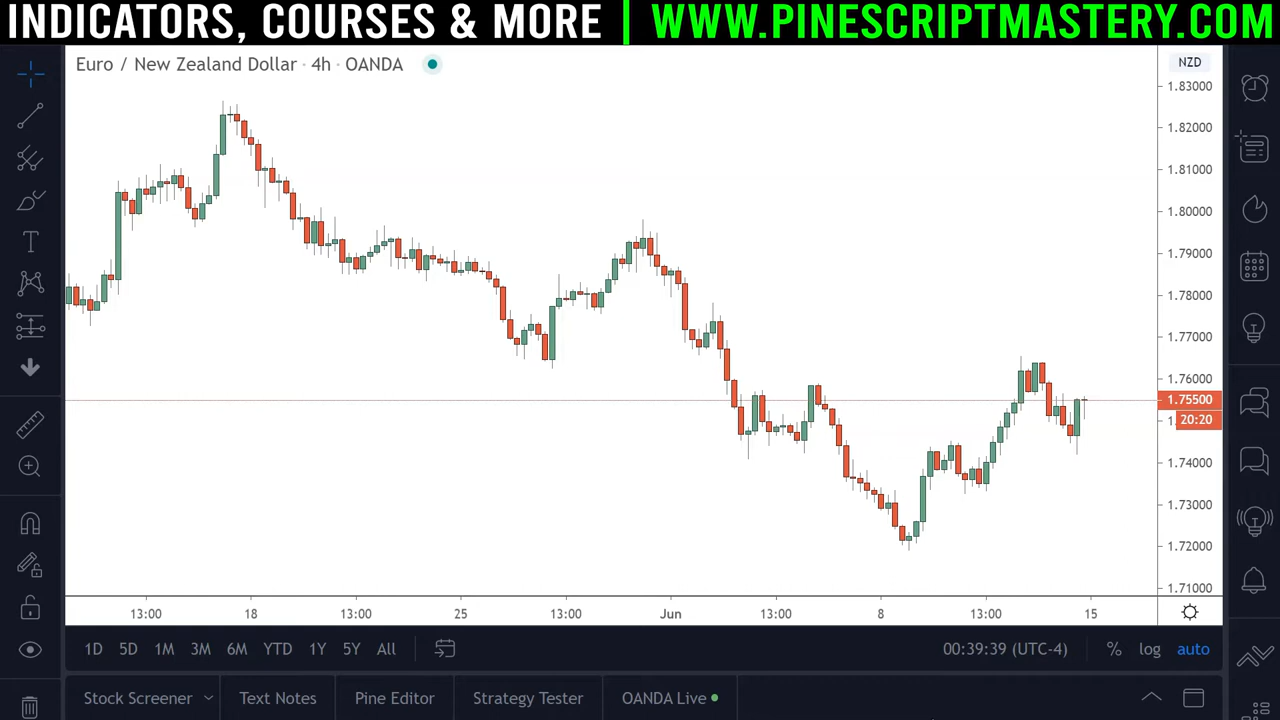 INDICATORS, COURSES & MORE | WWW.PINESCRIPTMASTERY.COM
Euro / New Zealand Dollar · 4h · OANDA
NZD
1.83000
1.82000
1.81000
1.80000
1.79000
1.78000
1.77000
1.76000
1.75500
20:20
1.74000
1.73000
1.72000
1.71000
13:00 18 13:00 25 13:00 Jun 13:00 8 13:00 15
1D 5D 1M 3M 6M YTD 1Y 5Y All 00:39:39 (UTC-4) % log auto
Stock Screener Text Notes Pine Editor Strategy Tester OANDA Live